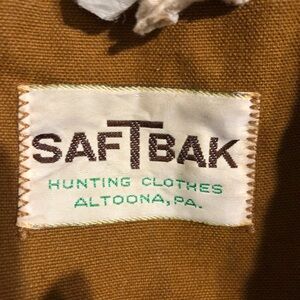 SAFTBAK
HUNTING CLOTHES
ALTOONA, PA.